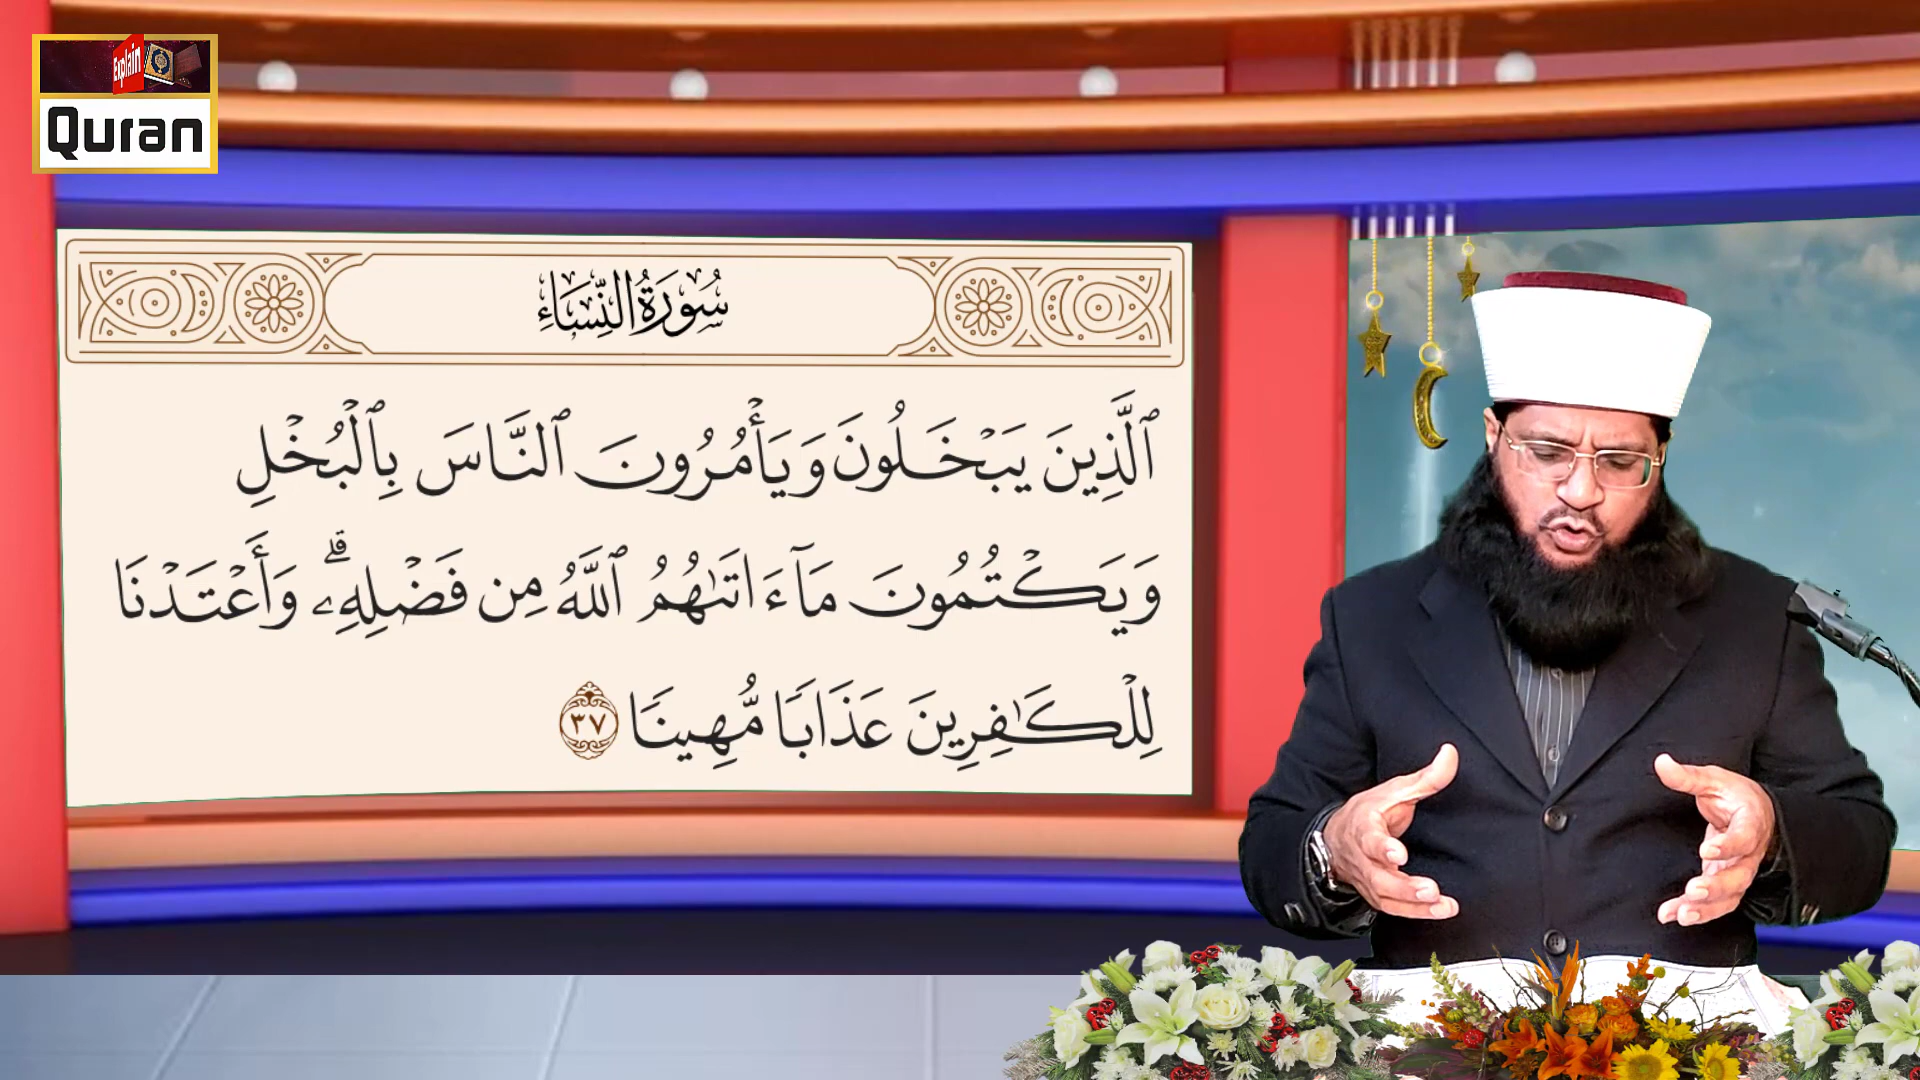 Explain
Quran
سُورَةُ النِّسَاءِ
ٱلَّذِينَ يَبْخَلُونَ وَيَأْمُرُونَ ٱلنَّاسَ بِٱلْبُخْلِ
وَيَكْتُمُونَ مَآ ءَاتَىٰهُمُ ٱللَّهُ مِن فَضْلِهِۦۗ وَأَعْتَدْنَا
لِلْكَـٰفِرِينَ عَذَابًا مُّهِينًا ٣٧